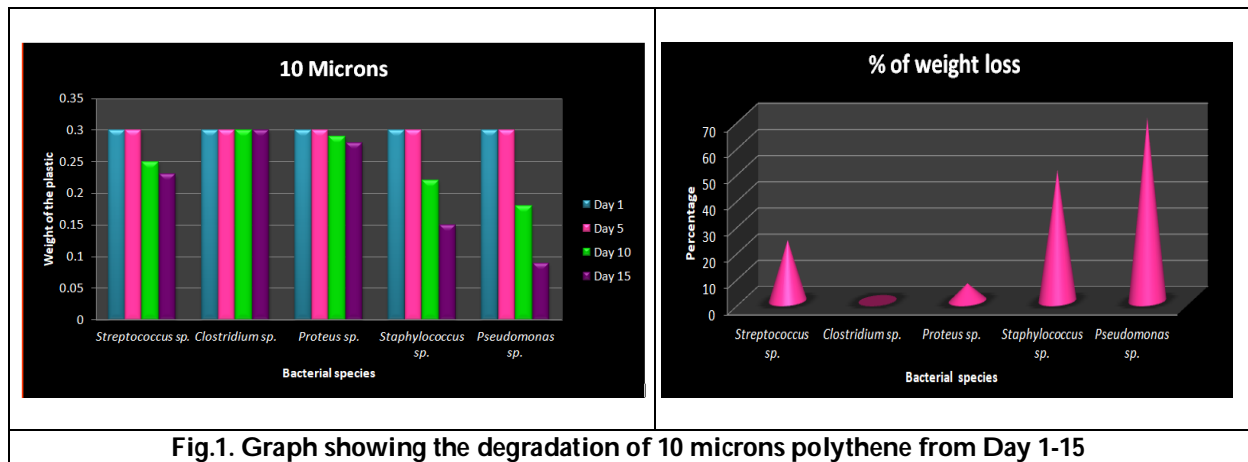 10 Microns
Weight of the plastic
0.35
0.3
0.25
0.2
0.15
0.1
0.05
0
Streptococcus sp. Clostridium sp. Proteus sp. Staphylococcus Pseudomonas sp.
sp.
Bacterial species
Day 1
Day 5
Day 10
Day 15
% of weight loss
Percentage
70
60
50
40
30
20
10
0
Streptococcus Clostridium sp. Proteus sp. Staphylococcus Pseudomonas
sp. sp. sp.
Bacterial species
Fig.1. Graph showing the degradation of 10 microns polythene from Day 1-15